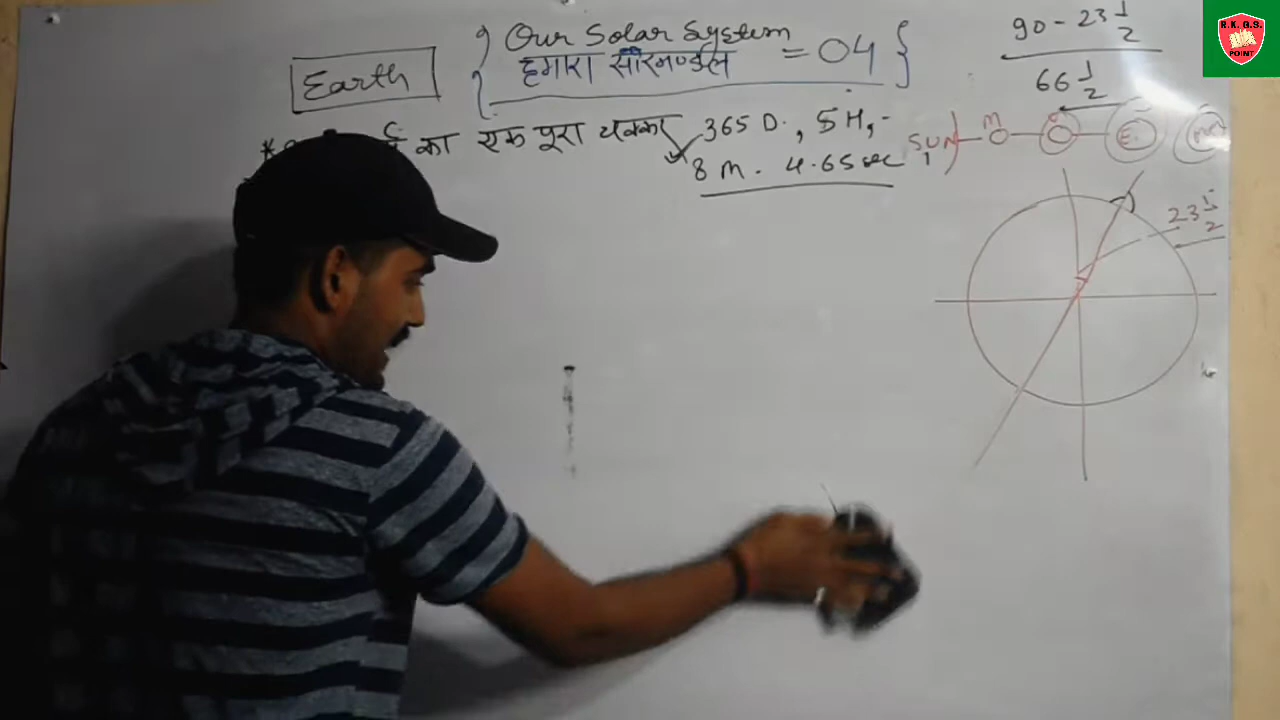 Our Solar System
हमारा सौरमण्डल = 04
Earth
का एक पूरा चक्कर 365 D., 5 H,-
8 m. 4.65 sec
90 - 23 1/2
66 1/2
SUN M E
23 1/2
R.K.G.S.
POINT